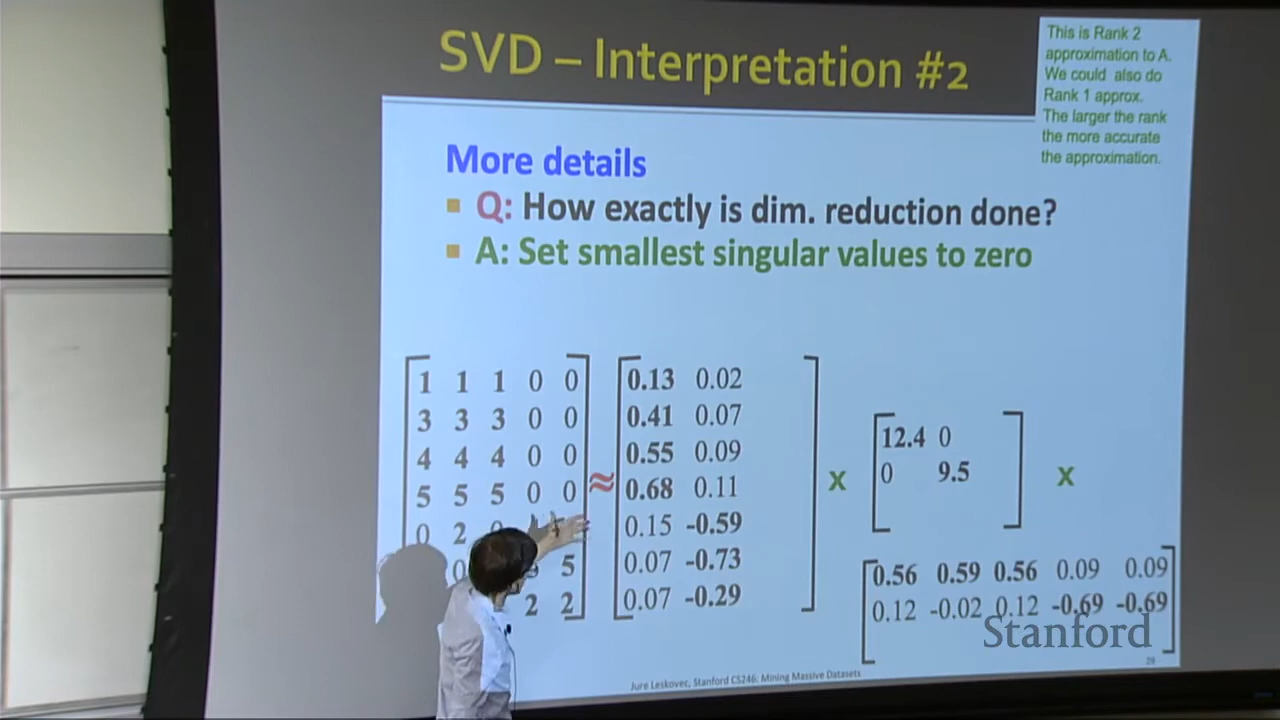 SVD – Interpretation #2
This is Rank 2
approximation to A.
We could also do
Rank 1 approx.
The larger the rank
the more accurate
the approximation.
More details
Q: How exactly is dim. reduction done?
A: Set smallest singular values to zero
1 1 1 0 0
3 3 3 0 0
4 4 4 0 0
5 5 5 0 0
0 2
0 5
2 2
≈
0.13 0.02
0.41 0.07
0.55 0.09
0.68 0.11
0.15 -0.59
0.07 -0.73
0.07 -0.29
x
12.4 0
0 9.5
x
0.56 0.59 0.56 0.09 0.09
0.12 -0.02 0.12 -0.69 -0.69
Stanford
29
Jure Leskovec, Stanford CS246: Mining Massive Datasets